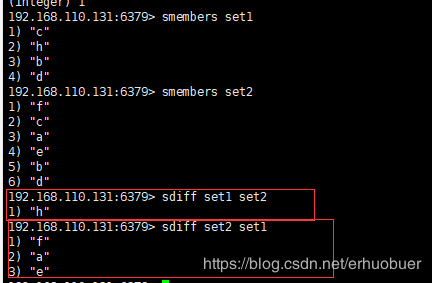 (integer) 1
192.168.110.131:6379> smembers set1
1) "c"
2) "h"
3) "b"
4) "d"
192.168.110.131:6379> smembers set2
1) "f"
2) "c"
3) "a"
4) "e"
5) "b"
6) "d"
192.168.110.131:6379> sdiff set1 set2
1) "h"
192.168.110.131:6379> sdiff set2 set1
1) "f"
2) "a"
3) "e"
https://blog.csdn.net/erhuobuer